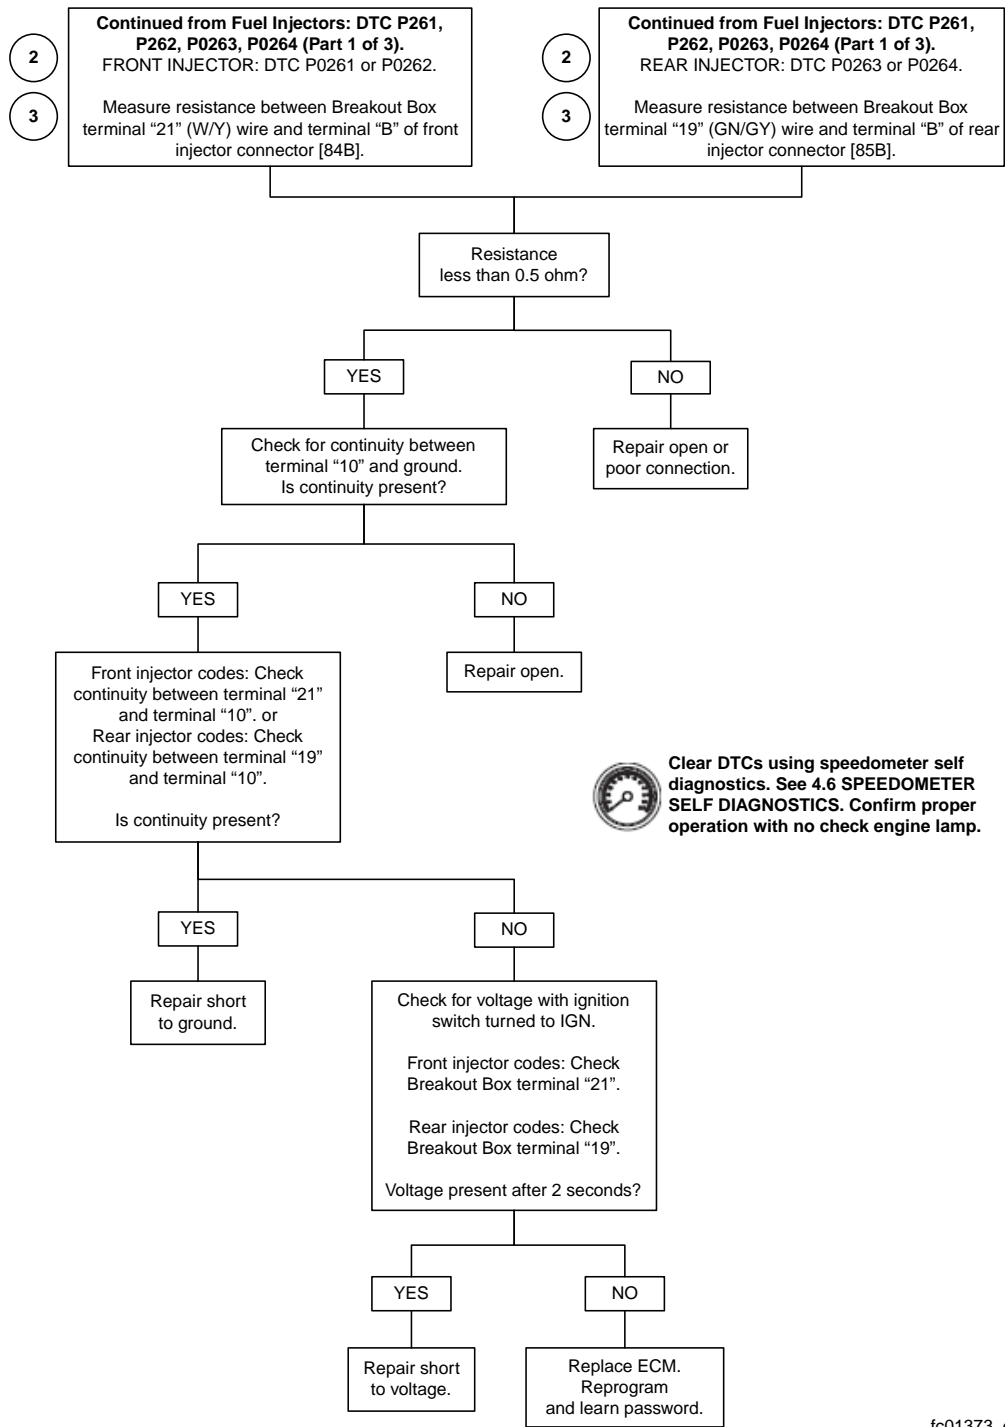 Continued from Fuel Injectors: DTC P261,
P262, P0263, P0264 (Part 1 of 3).
FRONT INJECTOR: DTC P0261 or P0262.
Measure resistance between Breakout Box
terminal “21” (W/Y) wire and terminal “B” of front
injector connector [84B].
2
3
Continued from Fuel Injectors: DTC P261,
P262, P0263, P0264 (Part 1 of 3).
REAR INJECTOR: DTC P0263 or P0264.
Measure resistance between Breakout Box
terminal “19” (GN/GY) wire and terminal “B” of rear
injector connector [85B].
2
3
Resistance
less than 0.5 ohm?
YES
NO
Check for continuity between
terminal “10” and ground.
Is continuity present?
Repair open or
poor connection.
YES
NO
Front injector codes: Check
continuity between terminal “21”
and terminal “10”. or
Rear injector codes: Check
continuity between terminal “19”
and terminal “10”.
Is continuity present?
Repair open.
Clear DTCs using speedometer self
diagnostics. See 4.6 SPEEDOMETER
SELF DIAGNOSTICS. Confirm proper
operation with no check engine lamp.
YES
NO
Repair short
to ground.
Check for voltage with ignition
switch turned to IGN.
Front injector codes: Check
Breakout Box terminal “21”.
Rear injector codes: Check
Breakout Box terminal “19”.
Voltage present after 2 seconds?
YES
NO
Repair short
to voltage.
Replace ECM.
Reprogram
and learn password.